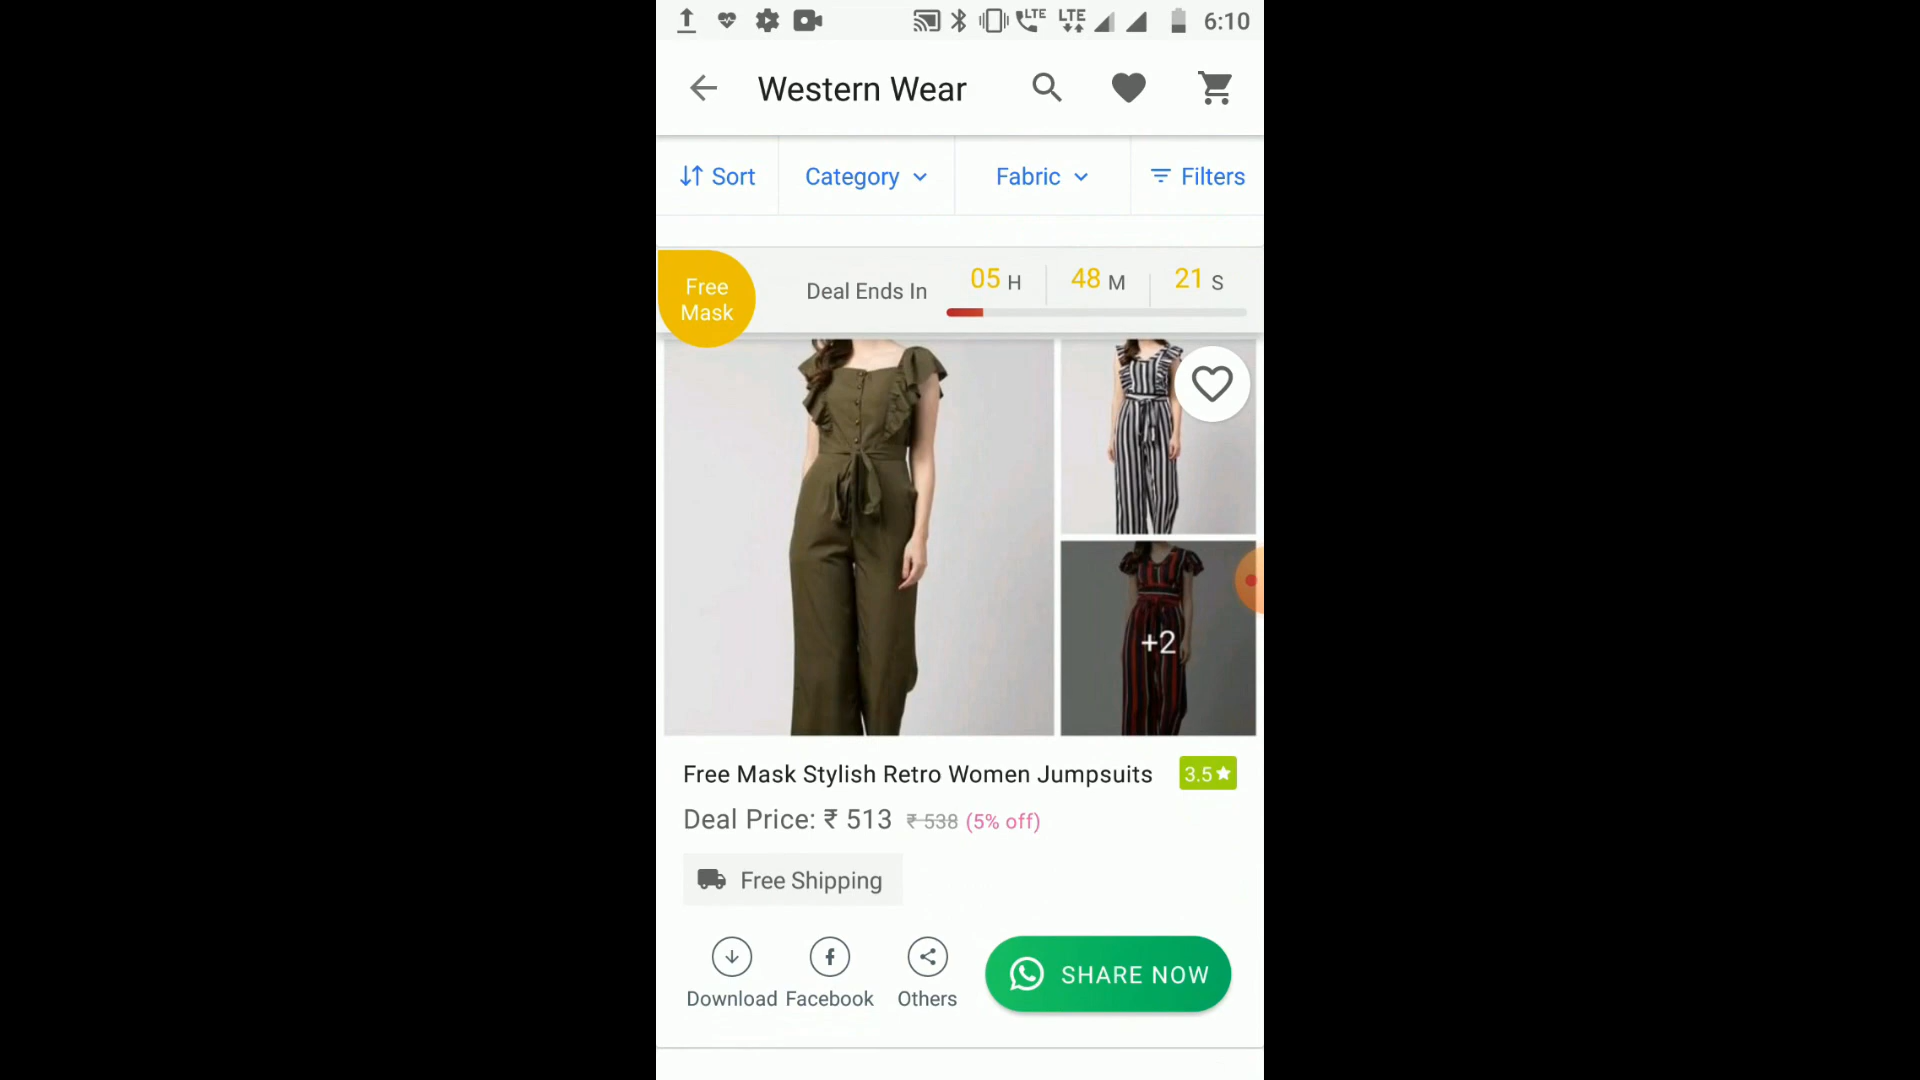 LTE LTE 6:10
Western Wear
Sort Category Fabric Filters
Free
Mask
Deal Ends In 05 H 48 M 21 S
+2
Free Mask Stylish Retro Women Jumpsuits 3.5
Deal Price: ₹ 513 ₹ 538 (5% off)
Free Shipping
Download Facebook Others SHARE NOW